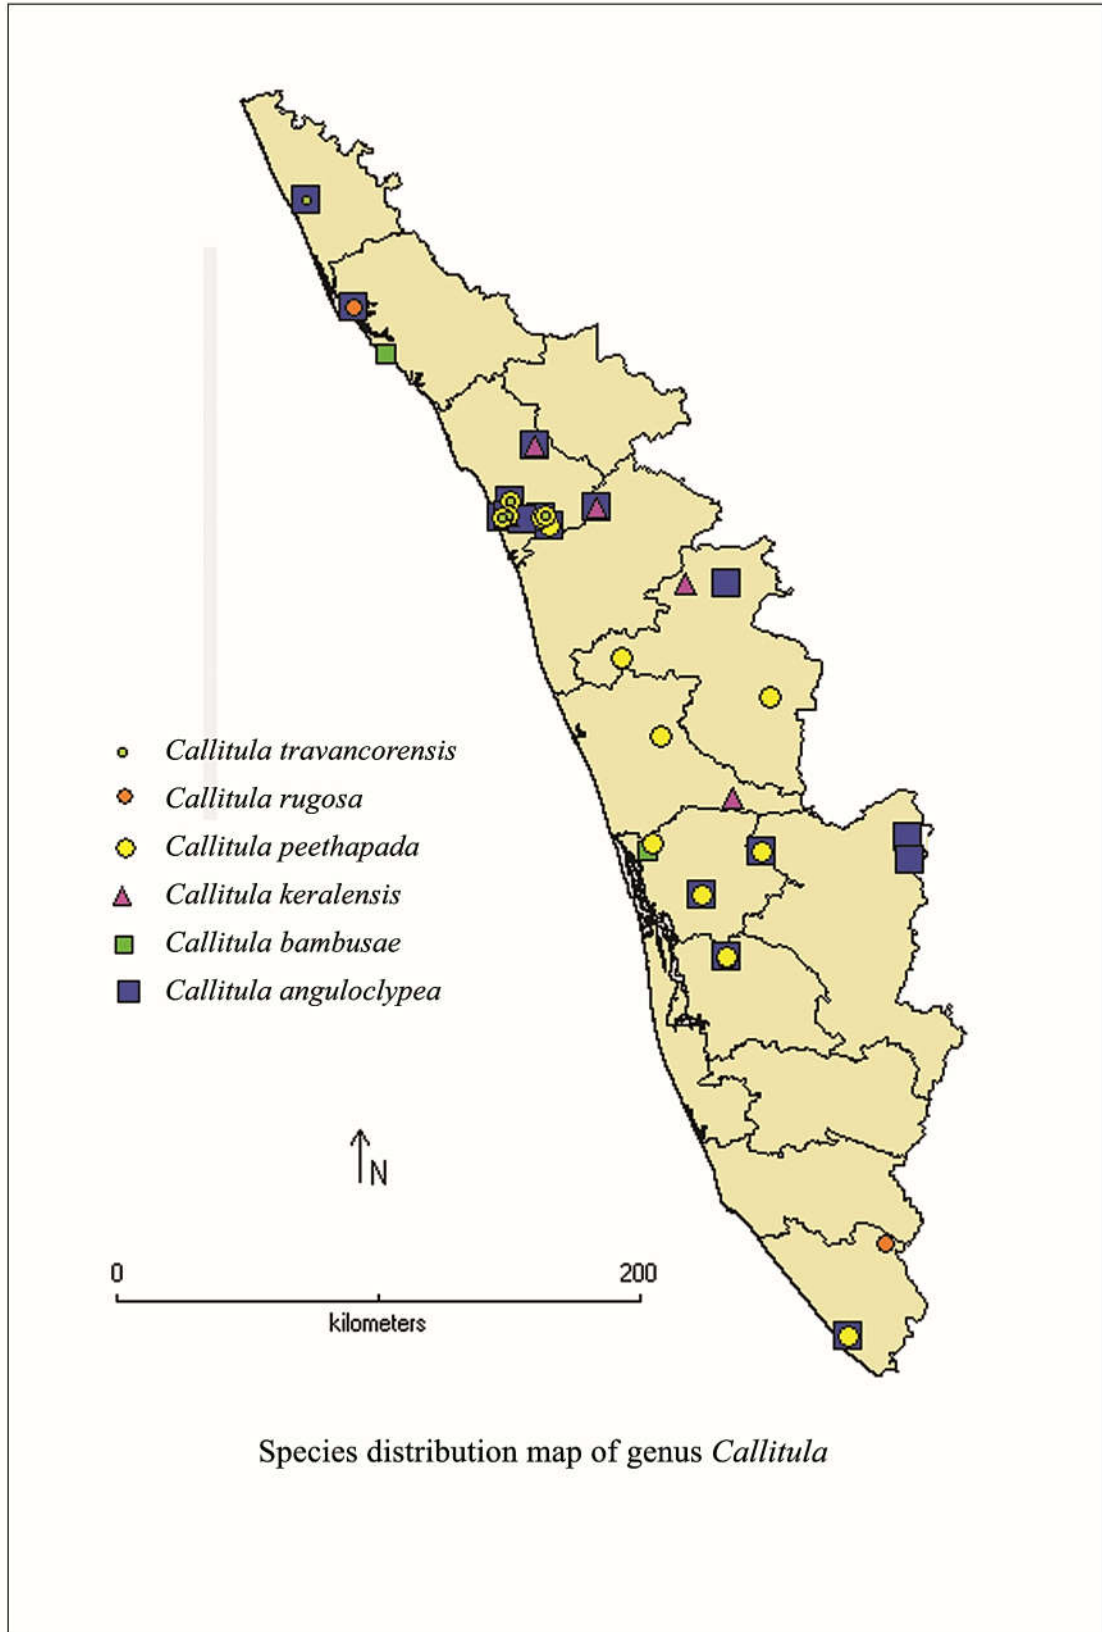 Callitula travancorensis
Callitula rugosa
Callitula peethapada
Callitula keralensis
Callitula bambusae
Callitula anguloclypea
N
0 200
kilometers
Species distribution map of genus Callitula